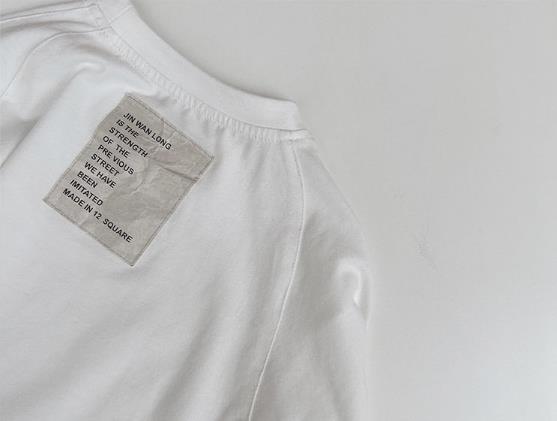 JIN WAN LONG
IS THE
STRENGTH
OF THE
PRE VIOUS
STREET
WE HAVE
BEEN
IMITATED
MADE IN 12 SQUARE